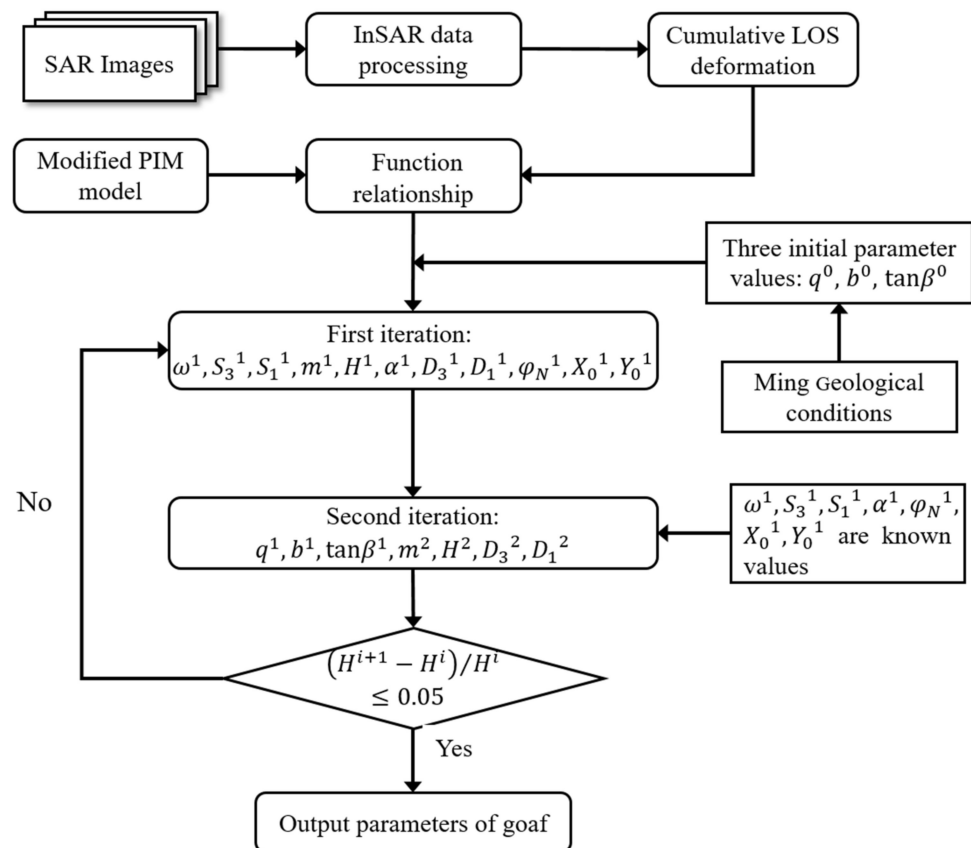 SAR Images
InSAR data
processing
Cumulative LOS
deformation
Modified PIM
model
Function
relationship
Three initial parameter
values: q⁰, b⁰, tanβ⁰
First iteration:
ω¹, S₃¹, S₁¹, m¹, H¹, α¹, D₃¹, D₁¹, φ_N¹, X₀¹, Y₀¹
Ming Geological
conditions
No
Second iteration:
q¹, b¹, tanβ¹, m², H², D₃², D₁²
ω¹, S₃¹, S₁¹, α¹, φ_N¹,
X₀¹, Y₀¹ are known
values
(Hⁱ⁺¹ − Hⁱ)/Hⁱ
≤ 0.05
Yes
Output parameters of goaf